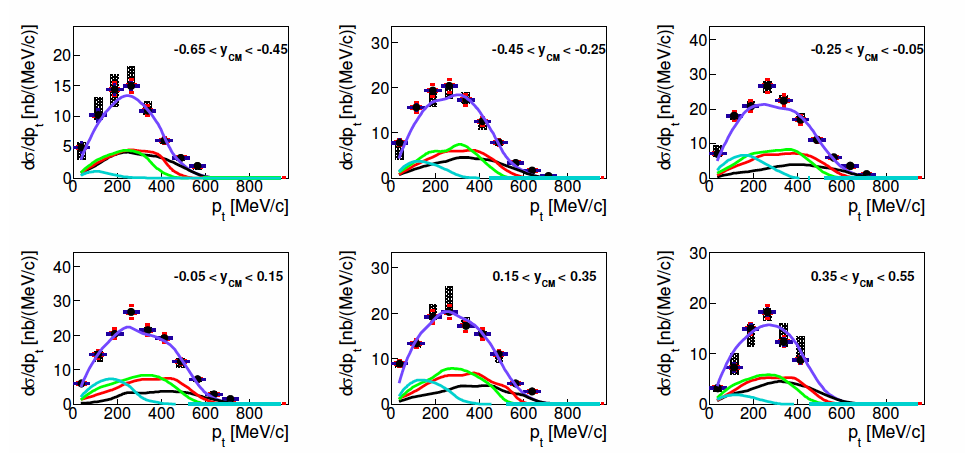 dσ/dp_t [nb/(MeV/c)]
20
15
10
5
0
-0.65 < y_CM < -0.45
0 200 400 600 800
p_t [MeV/c]
dσ/dp_t [nb/(MeV/c)]
30
20
10
0
-0.45 < y_CM < -0.25
0 200 400 600 800
p_t [MeV/c]
dσ/dp_t [nb/(MeV/c)]
40
30
20
10
0
-0.25 < y_CM < -0.05
0 200 400 600 800
p_t [MeV/c]
dσ/dp_t [nb/(MeV/c)]
40
30
20
10
0
-0.05 < y_CM < 0.15
0 200 400 600 800
p_t [MeV/c]
dσ/dp_t [nb/(MeV/c)]
30
20
10
0
0.15 < y_CM < 0.35
0 200 400 600 800
p_t [MeV/c]
dσ/dp_t [nb/(MeV/c)]
30
20
10
0
0.35 < y_CM < 0.55
0 200 400 600 800
p_t [MeV/c]